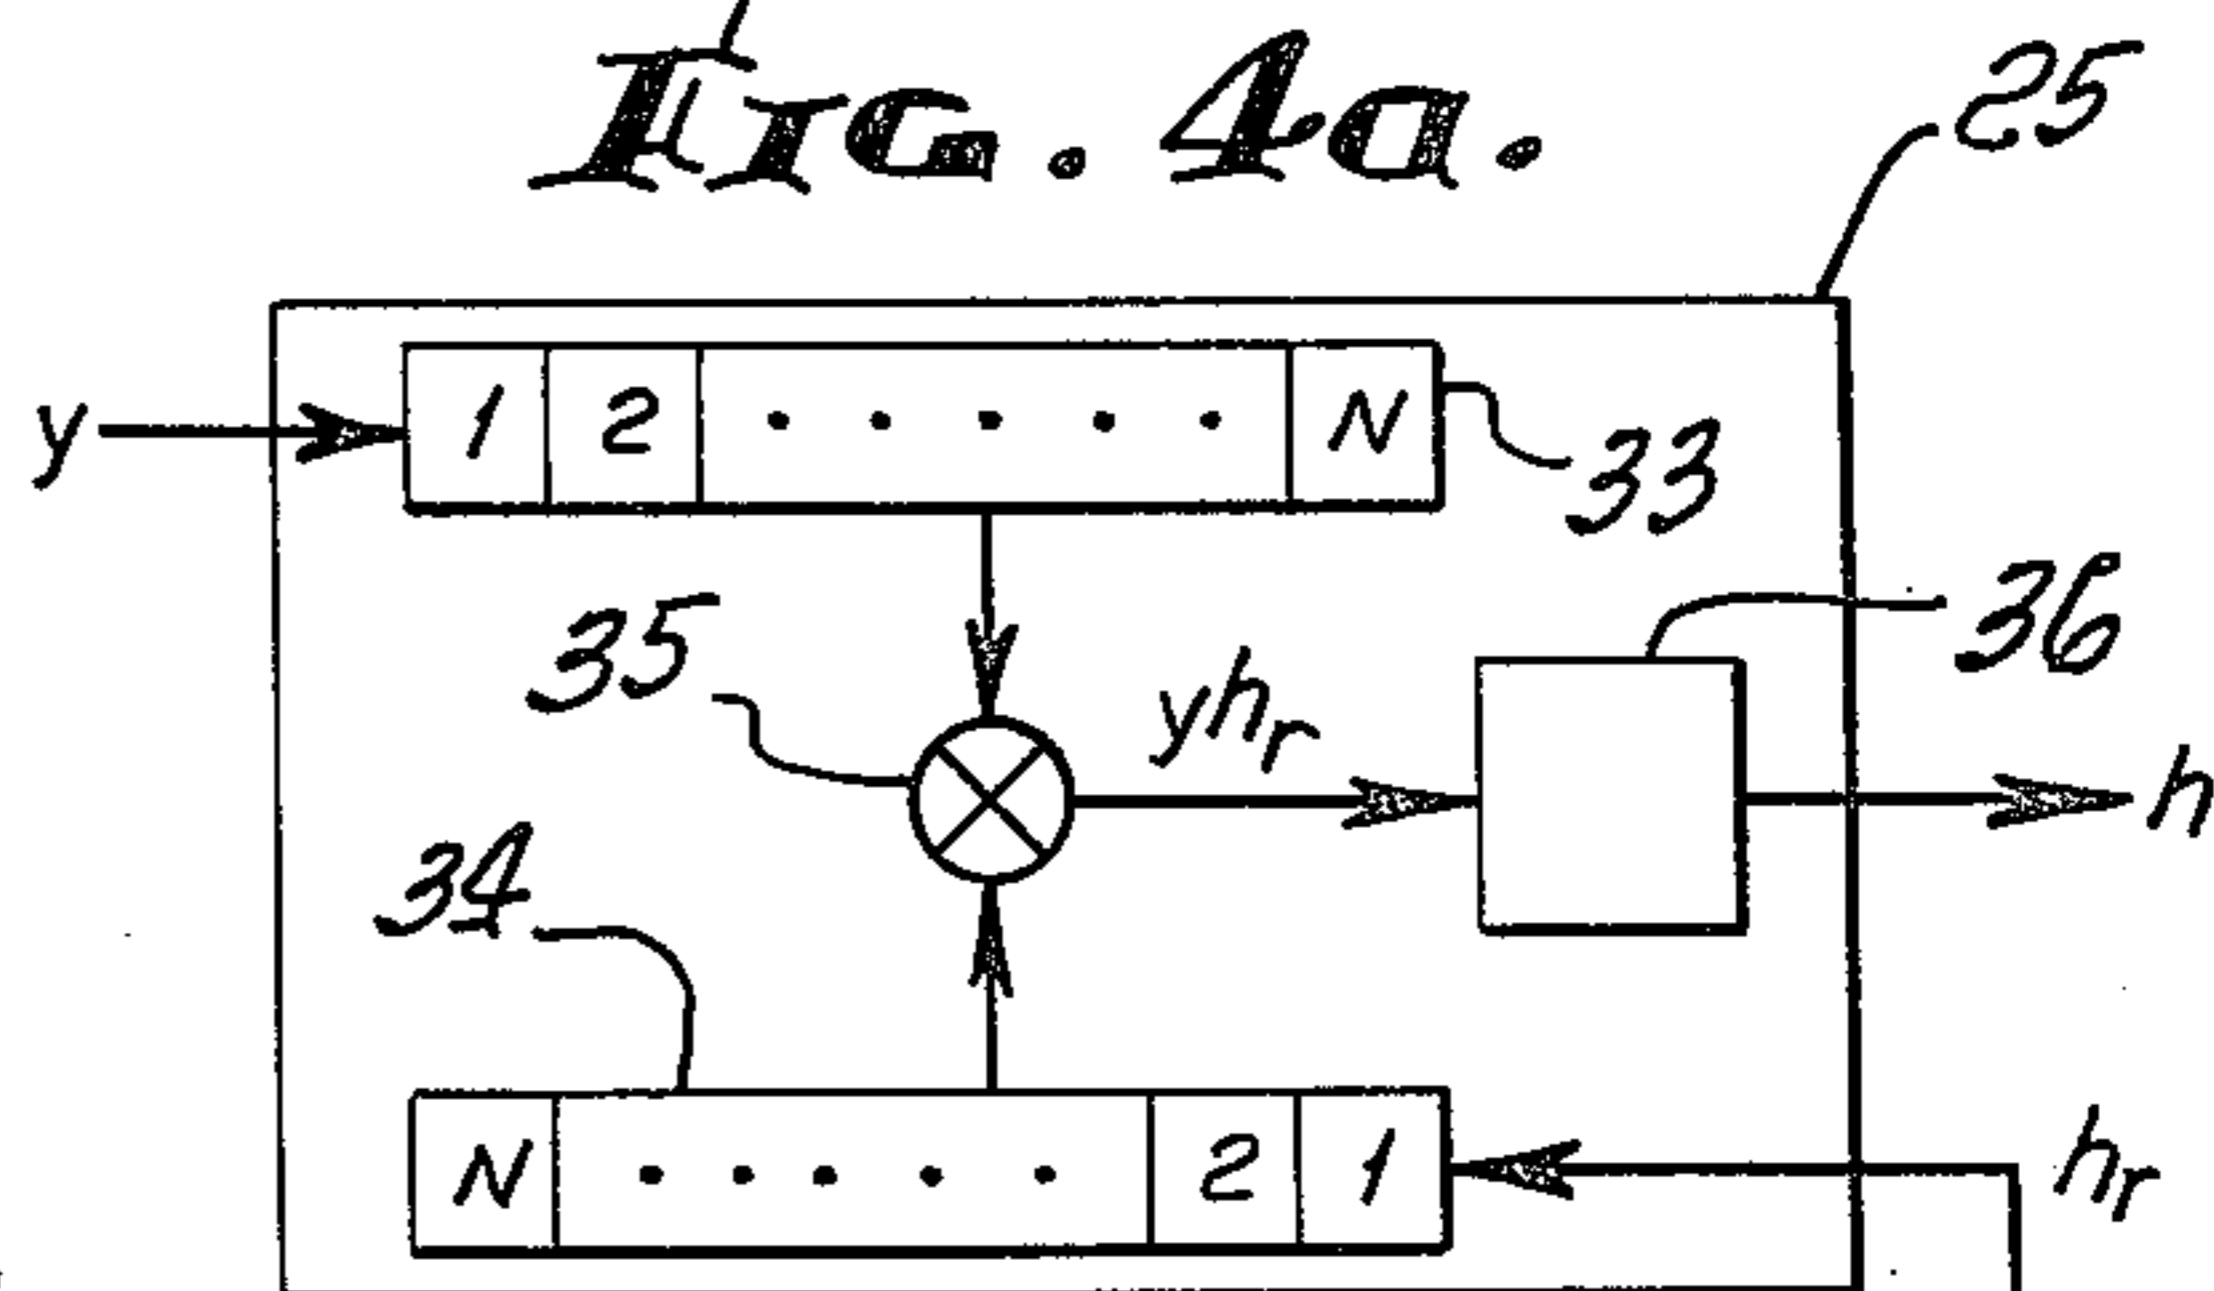 Fig. 4a.
25
y
1 2 . . . . . N
33
36
35
yhr
h
34
N . . . . . 2 1
hr